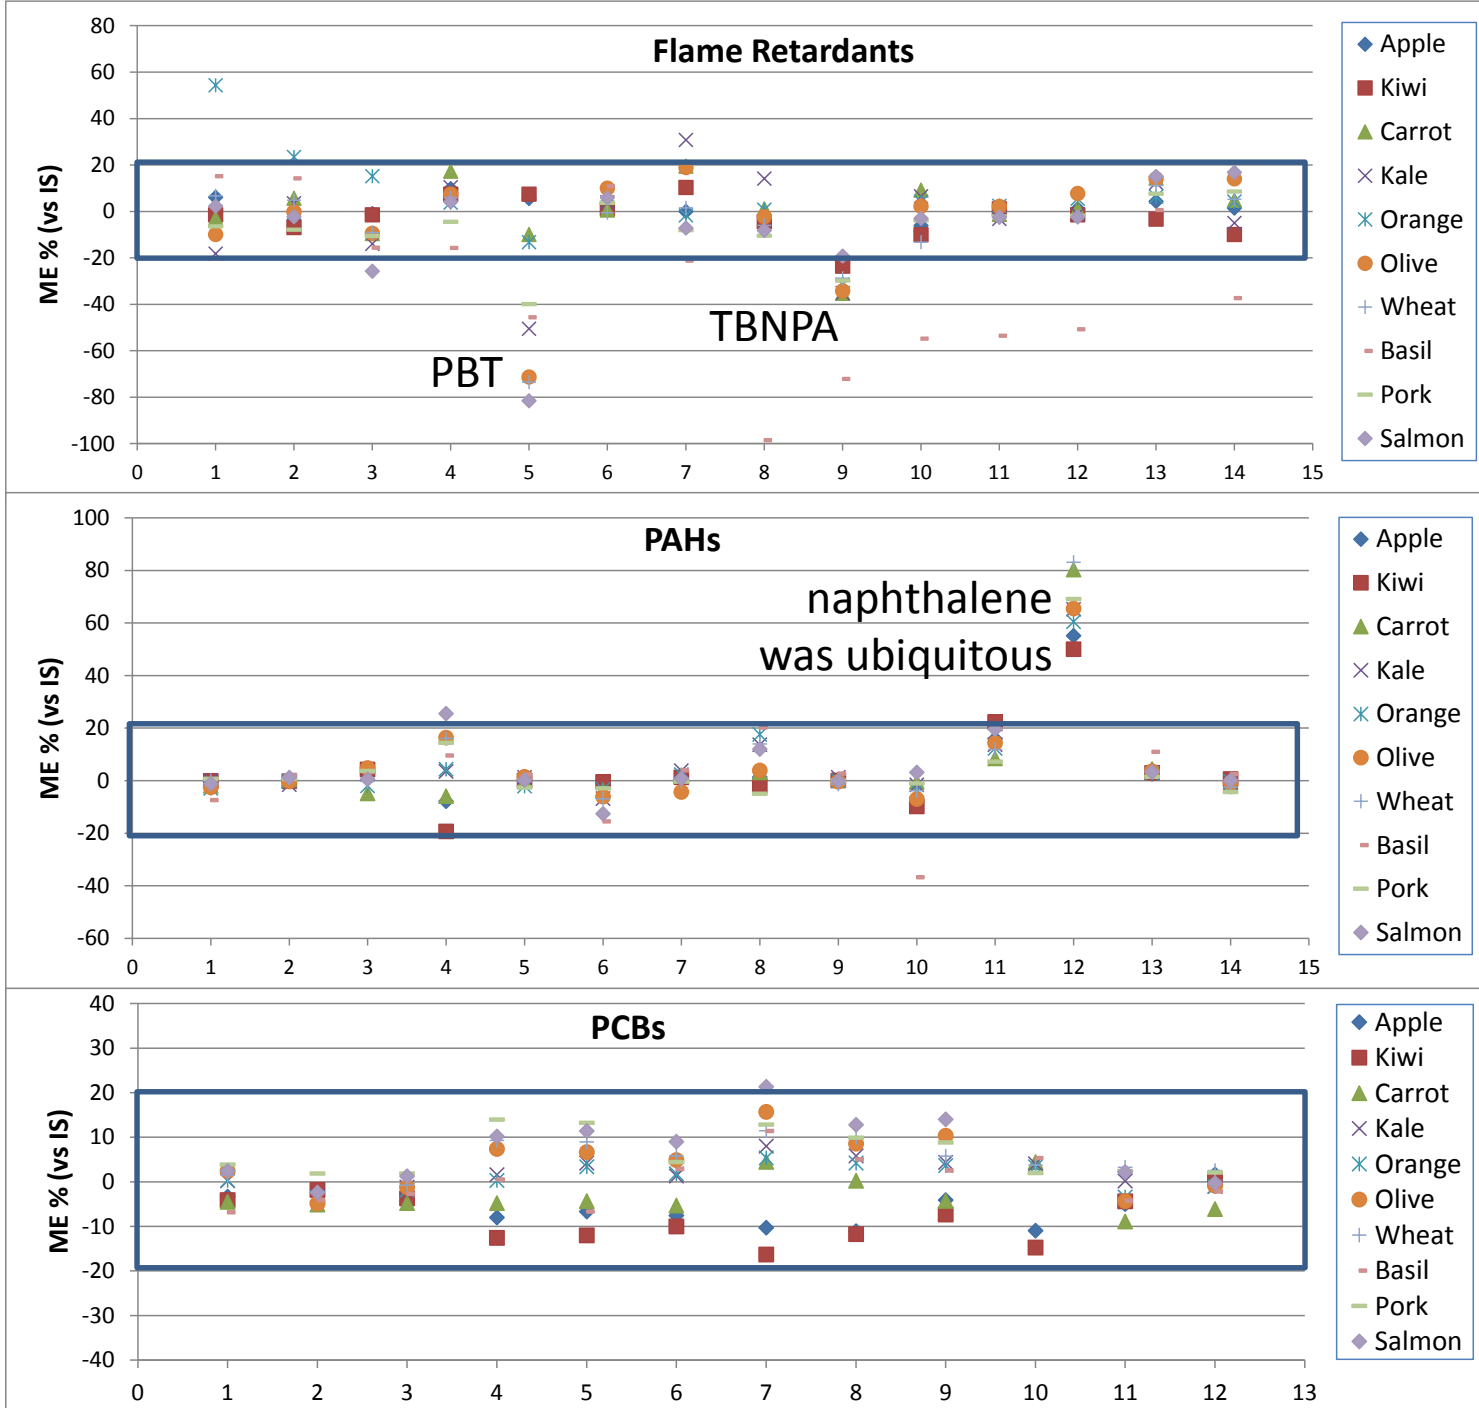 Flame Retardants
ME % (vs IS)
80
60
40
20
0
-20
-40
-60
-80
-100
TBNPA
PBT
0 1 2 3 4 5 6 7 8 9 10 11 12 13 14 15
Apple
Kiwi
Carrot
Kale
Orange
Olive
Wheat
Basil
Pork
Salmon
PAHs
ME % (vs IS)
100
80
60
40
20
0
-20
-40
-60
naphthalene
was ubiquitous
0 1 2 3 4 5 6 7 8 9 10 11 12 13 14 15
Apple
Kiwi
Carrot
Kale
Orange
Olive
Wheat
Basil
Pork
Salmon
PCBs
ME % (vs IS)
40
30
20
10
0
-10
-20
-30
-40
0 1 2 3 4 5 6 7 8 9 10 11 12 13
Apple
Kiwi
Carrot
Kale
Orange
Olive
Wheat
Basil
Pork
Salmon